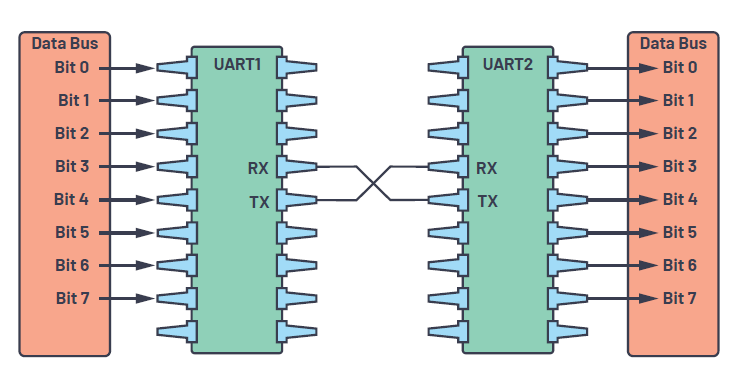 Data Bus
Bit 0
Bit 1
Bit 2
Bit 3
Bit 4
Bit 5
Bit 6
Bit 7
UART1
RX
TX
UART2
RX
TX
Data Bus
Bit 0
Bit 1
Bit 2
Bit 3
Bit 4
Bit 5
Bit 6
Bit 7